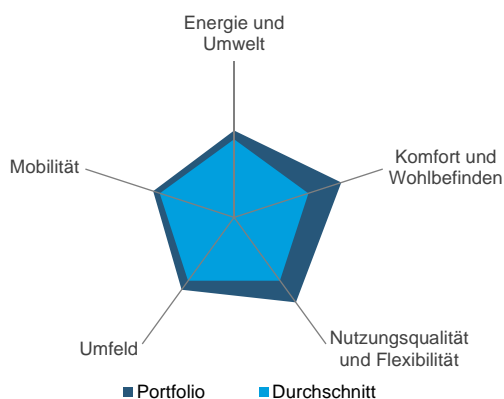 Energie und
Umwelt
Komfort und
Wohlbefinden
Mobilität
Umfeld
Nutzungsqualität
und Flexibilität
Portfolio
Durchschnitt